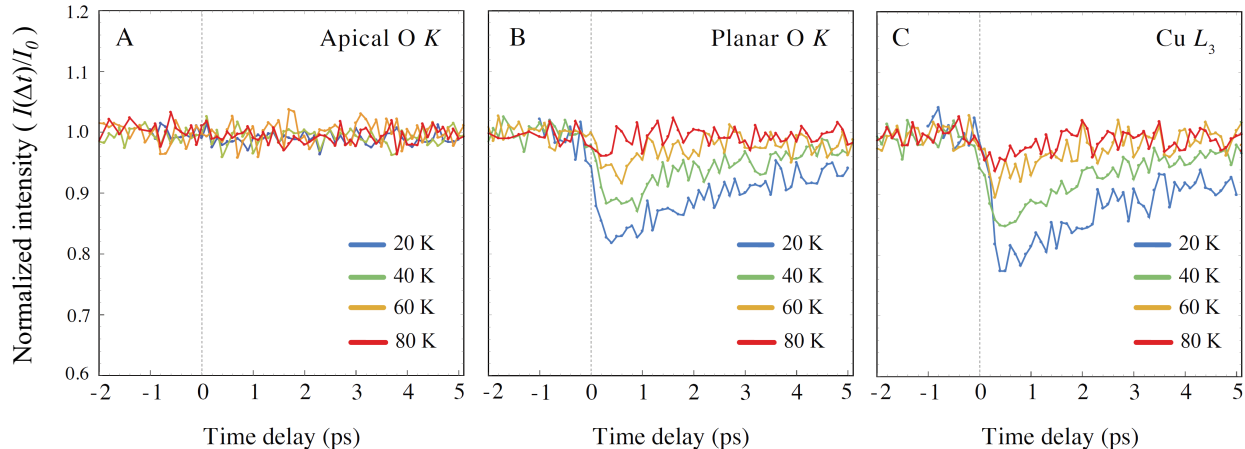 Normalized intensity ( I(Δt)/I₀ )
1.2
1.1
1.0
0.9
0.8
0.7
0.6
A
Apical O K
20 K
40 K
60 K
80 K
-2 -1 0 1 2 3 4 5
Time delay (ps)
B
Planar O K
20 K
40 K
60 K
80 K
-2 -1 0 1 2 3 4 5
Time delay (ps)
C
Cu L₃
20 K
40 K
60 K
80 K
-2 -1 0 1 2 3 4 5
Time delay (ps)